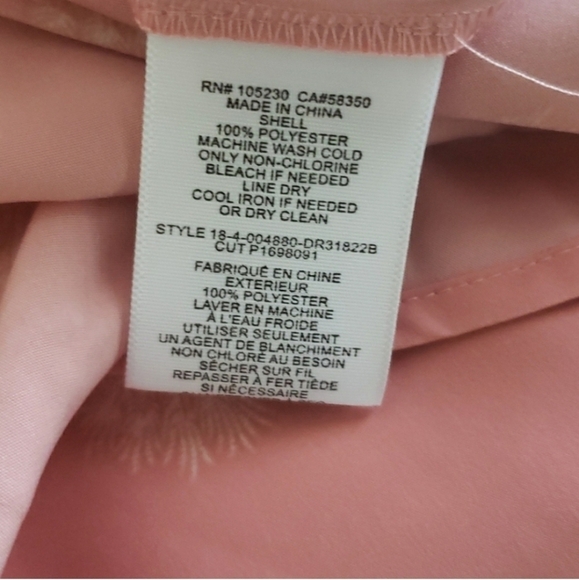 RN# 105230 CA#58350
MADE IN CHINA
SHELL
100% POLYESTER
MACHINE WASH COLD
ONLY NON-CHLORINE
BLEACH IF NEEDED
LINE DRY
COOL IRON IF NEEDED
OR DRY CLEAN
STYLE 18-4-004880-DR31822B
CUT P1698091
FABRIQUÉ EN CHINE
EXTERIEUR
100% POLYESTER
LAVER EN MACHINE
À L'EAU FROIDE
UTILISER SEULEMENT
UN AGENT DE BLANCHIMENT
NON CHLORÉ AU BESOIN
SÉCHER SUR FIL
REPASSER À FER TIÈDE
SI NÉCESSAIRE